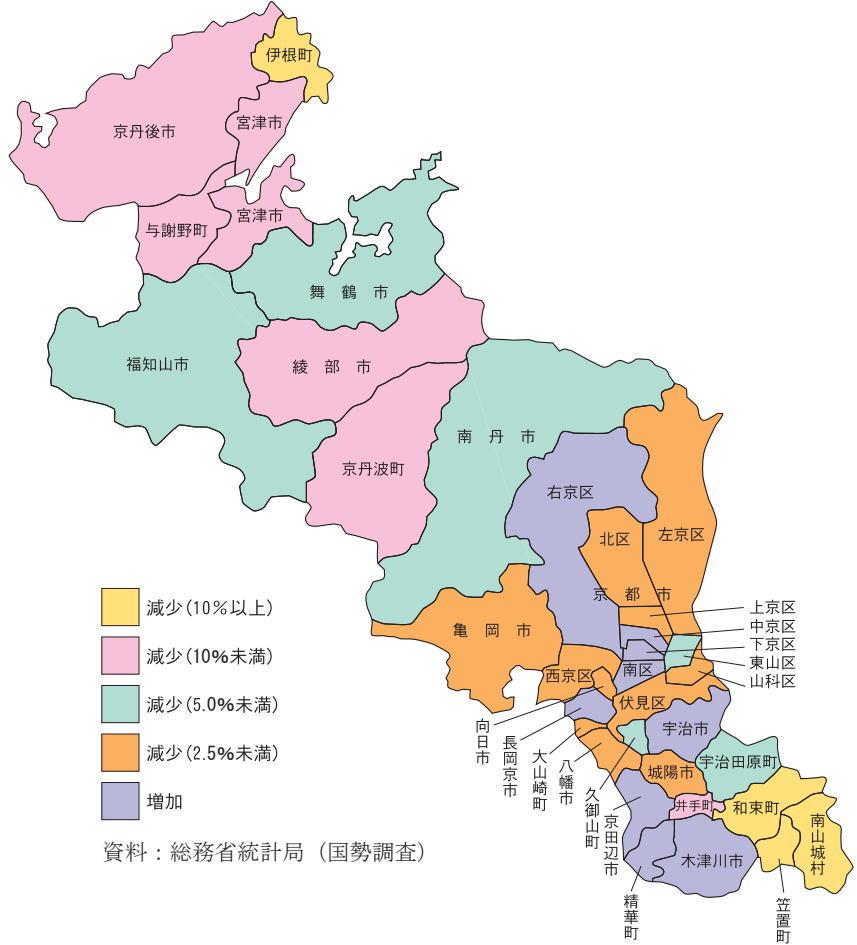 伊根町
京丹後市
宮津市
与謝野町
宮津市
舞鶴市
福知山市
綾部市
京丹波町
南丹市
右京区
北区
左京区
京都市
上京区
中京区
下京区
東山区
山科区
亀岡市
西京区
南区
伏見区
向日市
長岡京市
大山崎町
八幡市
久御山町
宇治市
宇治田原町
城陽市
井手町
和束町
南山城村
京田辺市
木津川市
精華町
笠置町
減少(10%以上)
減少(10%未満)
減少(5.0%未満)
減少(2.5%未満)
増加
資料：総務省統計局（国勢調査）